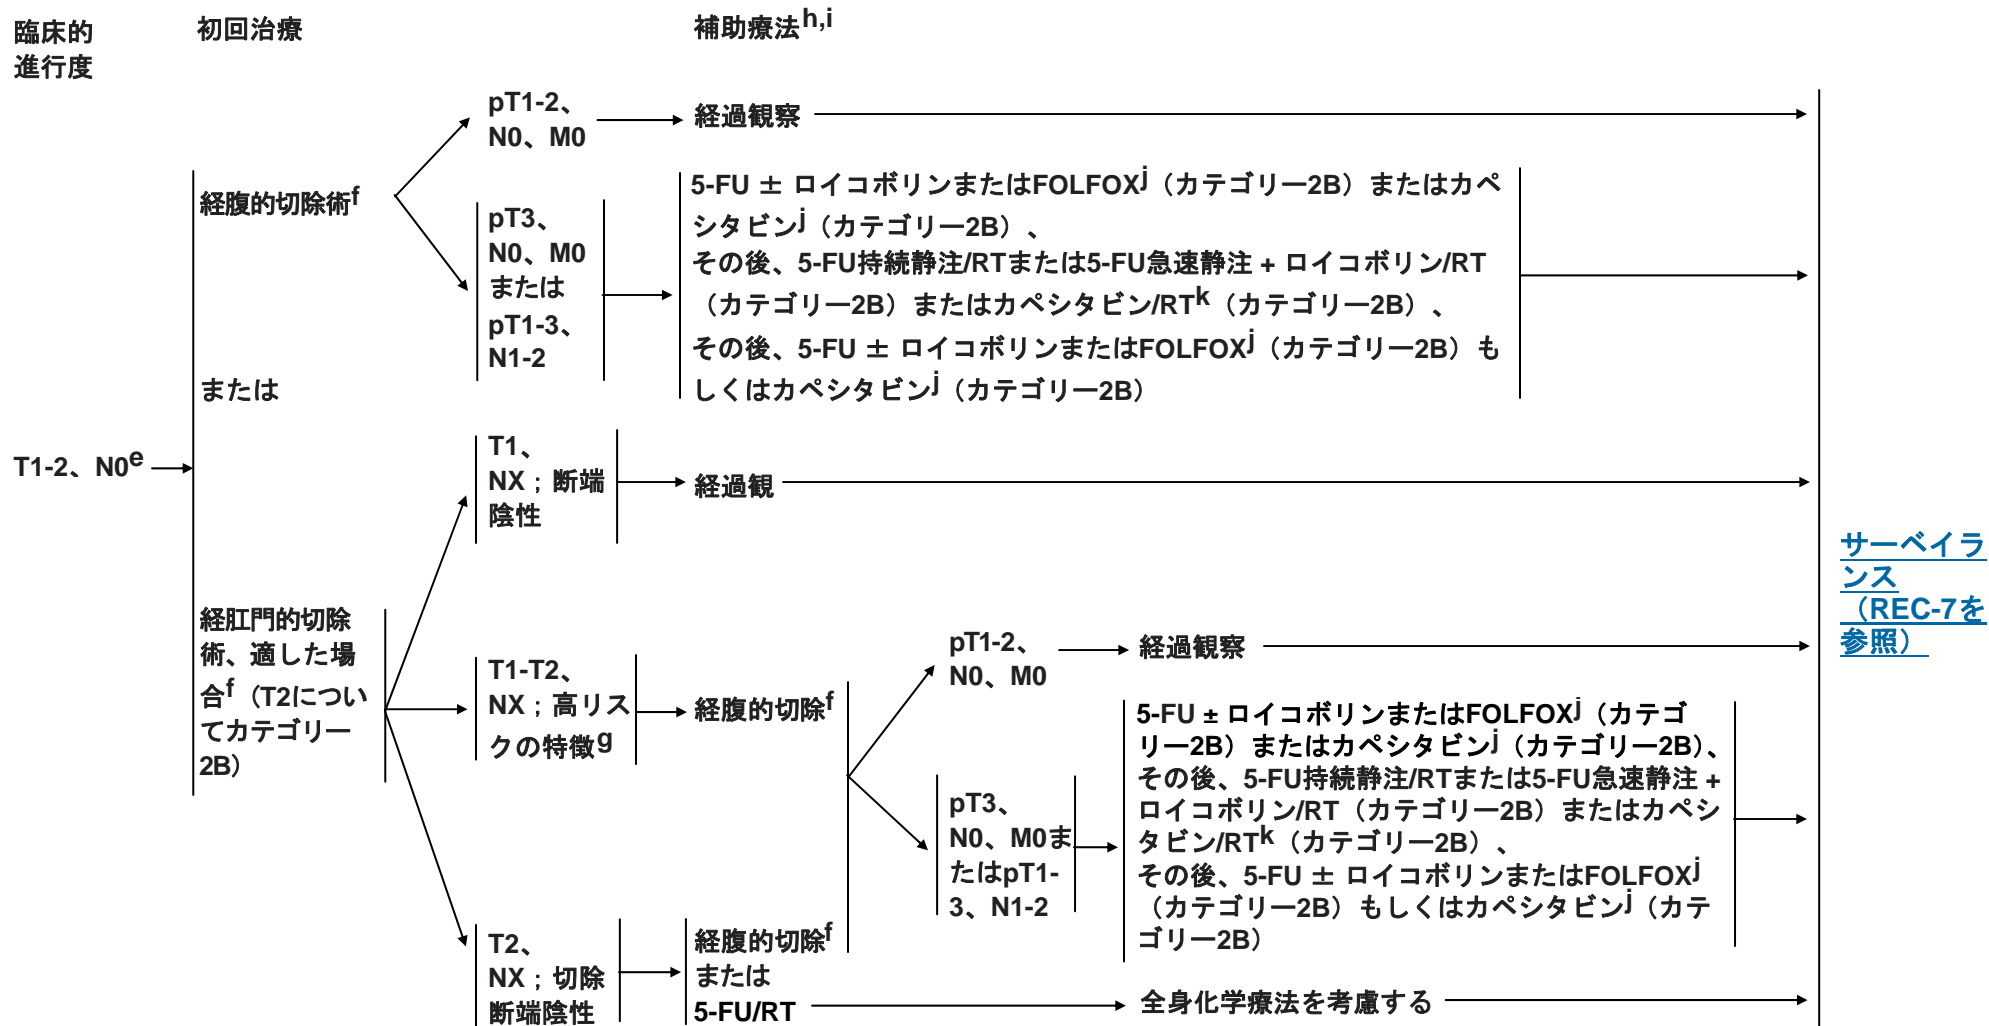 臨床的
進行度
初回治療
補助療法h,i
pT1-2、
N0、M0
経過観察
経腹的切除術f
pT3、
N0、M0
または
pT1-3、
N1-2
5-FU ± ロイコボリンまたはFOLFOXj（カテゴリー2B）またはカペ
シタビンj（カテゴリー2B）、
その後、5-FU持続静注/RTまたは5-FU急速静注 + ロイコボリン/RT
（カテゴリー2B）またはカペシタビン/RTk（カテゴリー2B）、
その後、5-FU ± ロイコボリンまたはFOLFOXj（カテゴリー2B）も
しくはカペシタビンj（カテゴリー2B）
または
T1-2、N0e
T1、
NX；断端
陰性
経過観
経肛門的切除
術、適した場
合f（T2につい
てカテゴリー
2B）
T1-T2、
NX；高リス
クの特徴g
経腹的切除f
pT1-2、
N0、M0
経過観察
pT3、
N0、M0ま
たはpT1-
3、N1-2
5-FU ± ロイコボリンまたはFOLFOXj（カテゴ
リー2B）またはカペシタビンj（カテゴリー2B）、
その後、5-FU持続静注/RTまたは5-FU急速静注 +
ロイコボリン/RT（カテゴリー2B）またはカペシ
タビン/RTk（カテゴリー2B）、
その後、5-FU ± ロイコボリンまたはFOLFOXj
（カテゴリー2B）もしくはカペシタビンj（カテ
ゴリー2B）
T2、
NX；切除
断端陰性
経腹的切除f
または
5-FU/RT
全身化学療法を考慮する
サーベイラ
ンス
（REC-7を
参照）